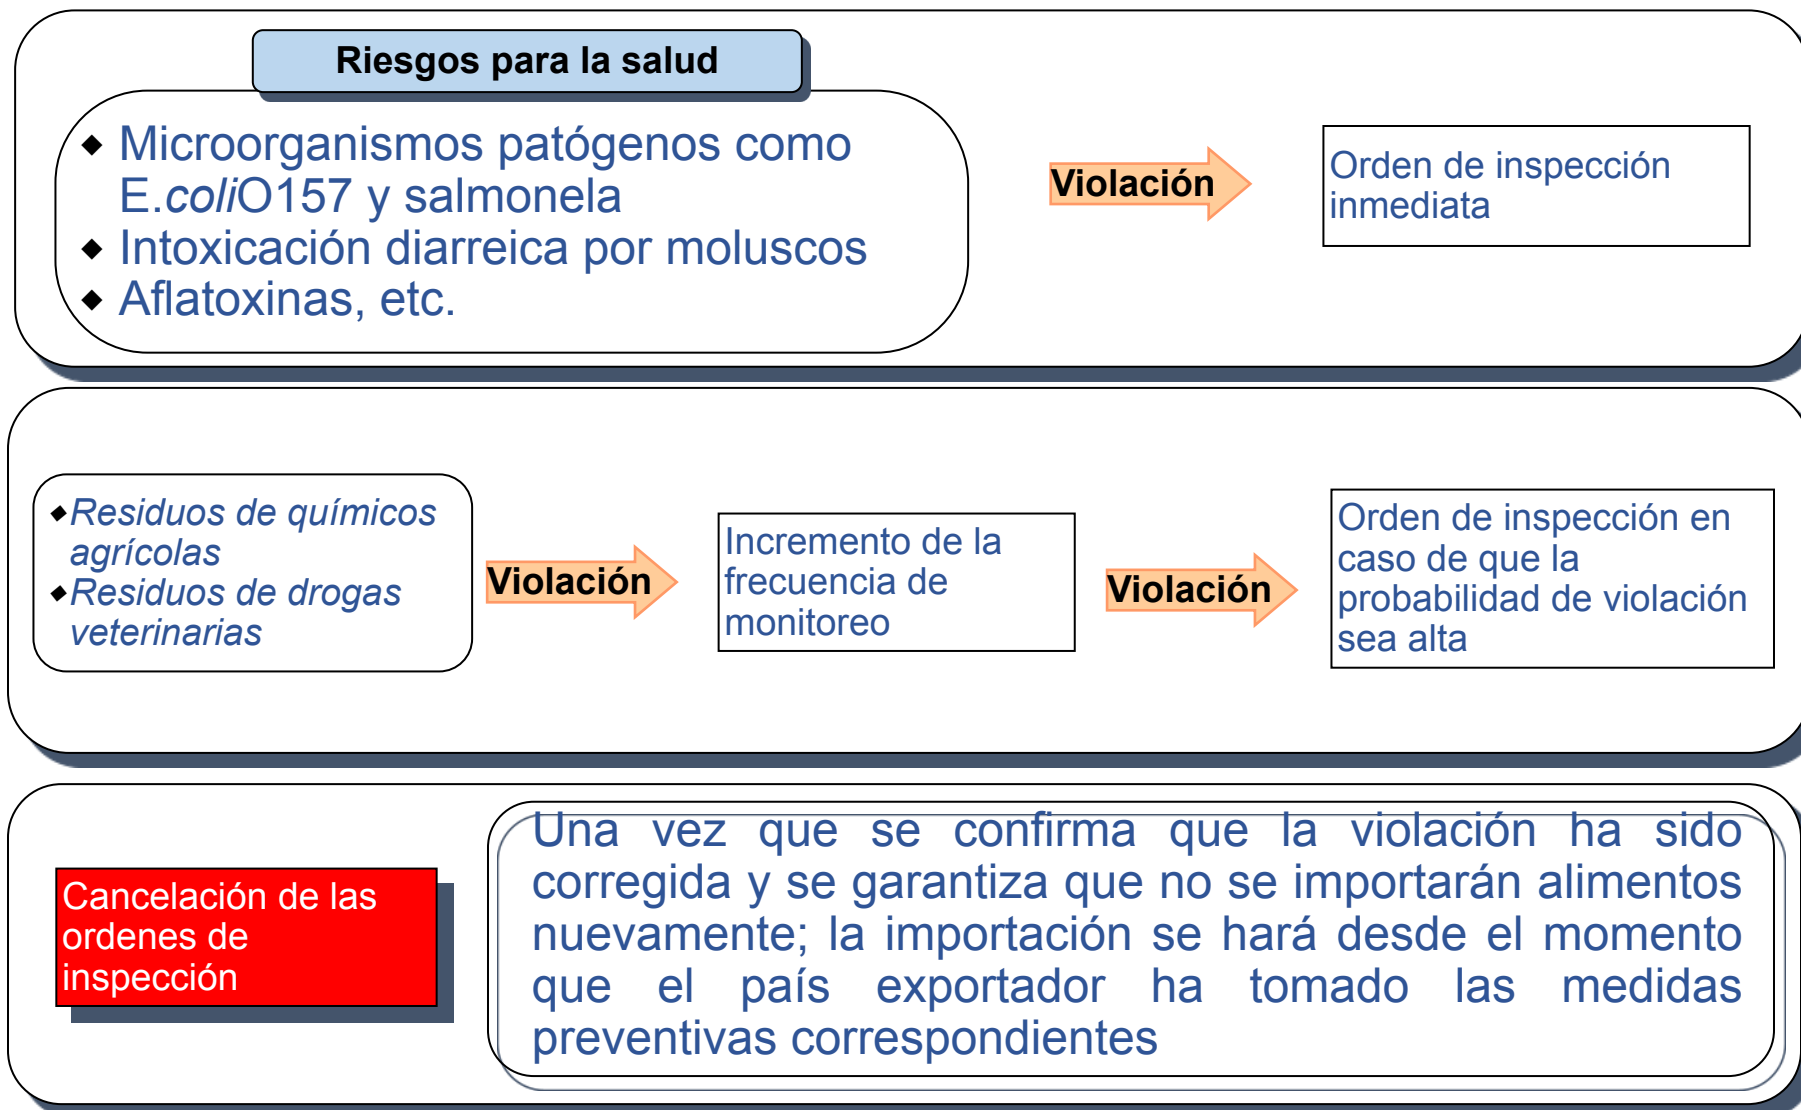 Riesgos para la salud
◆ Microorganismos patógenos como
E.coliO157 y salmonela
◆ Intoxicación diarreica por moluscos
◆ Aflatoxinas, etc.
Violación
Orden de inspección
inmediata
◆Residuos de químicos
agrícolas
◆Residuos de drogas
veterinarias
Violación
Incremento de la
frecuencia de
monitoreo
Violación
Orden de inspección en
caso de que la
probabilidad de violación
sea alta
Cancelación de las
ordenes de
inspección
Una vez que se confirma que la violación ha sido
corregida y se garantiza que no se importarán alimentos
nuevamente; la importación se hará desde el momento
que el país exportador ha tomado las medidas
preventivas correspondientes